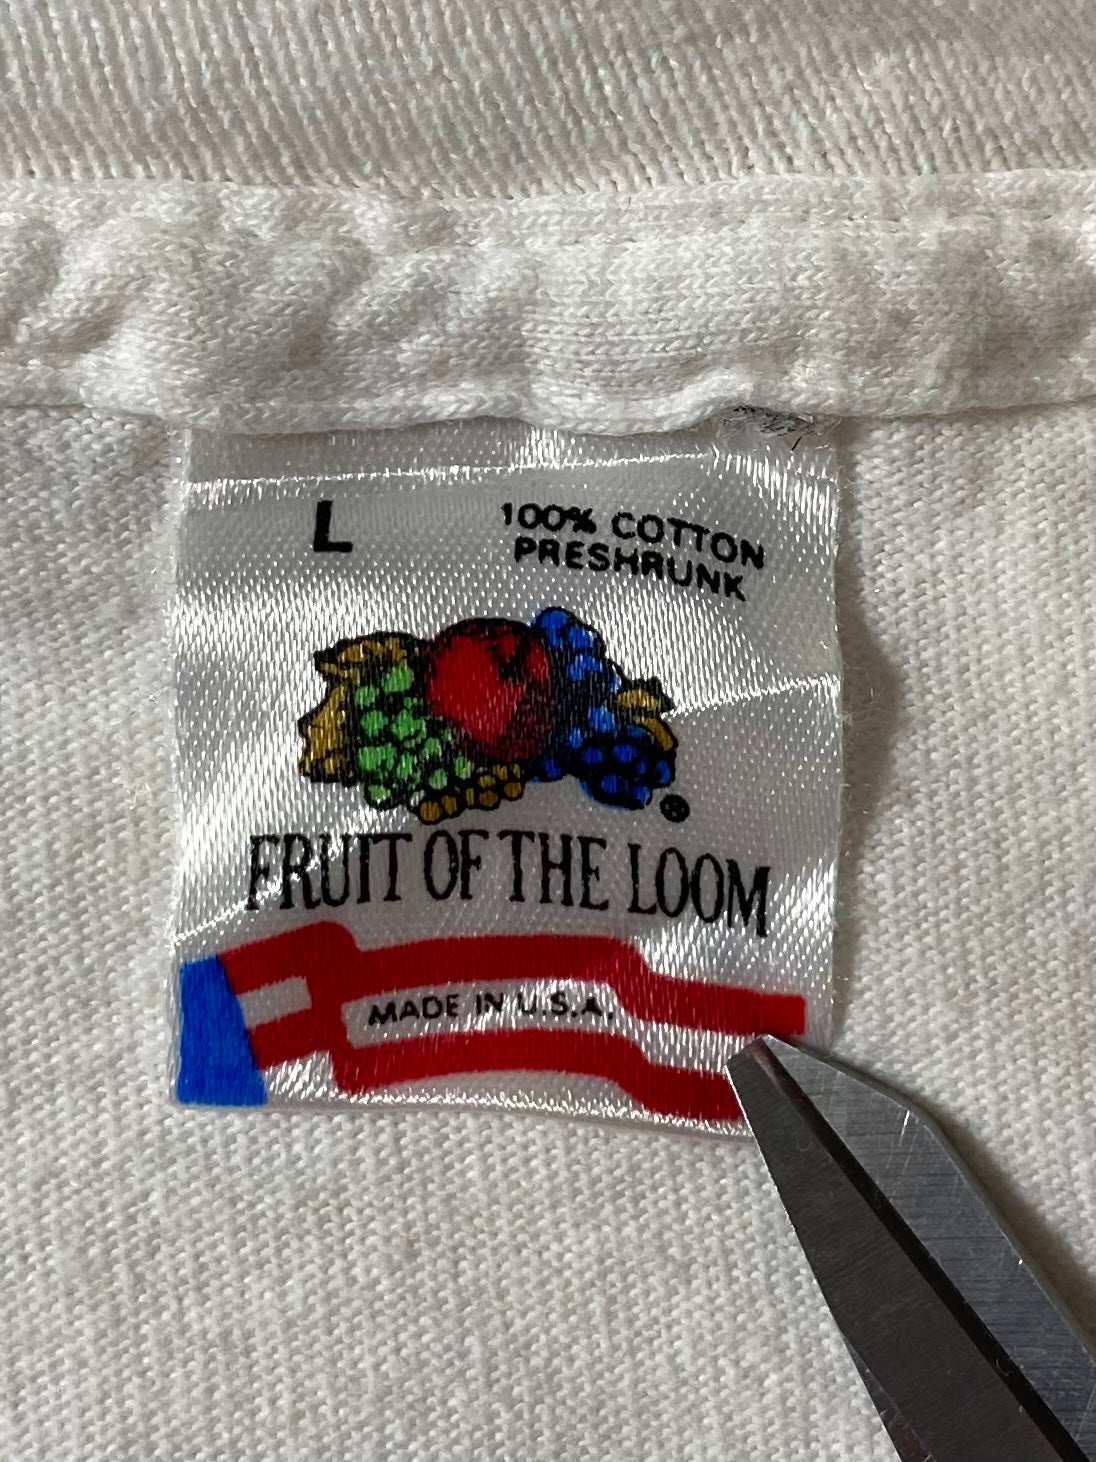 L
100% COTTON
PRESHRUNK
®
FRUIT OF THE LOOM
MADE IN U.S.A.